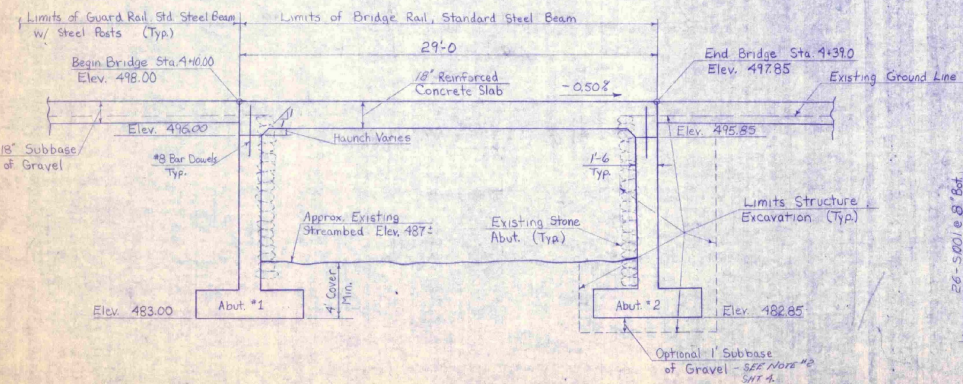 Limits of Guard Rail. Std. Steel Beam
w/ Steel Posts (Typ.)
Limits of Bridge Rail, Standard Steel Beam
29'-0
Begin Bridge Sta. 4+10.00
Elev. 498.00
18" Reinforced
Concrete Slab
-0.50%
End Bridge Sta. 4+39.0
Elev. 497.85
Existing Ground Line
Elev. 496.00
Haunch Varies
Elev. 495.85
18" Subbase
of Gravel
#8 Bar Dowels
Typ.
1'-6
Typ.
Approx. Existing
Streambed Elev. 487±
Existing Stone
Abut. (Typ.)
Limits Structure
Excavation (Typ.)
4' Cover
Min.
Elev. 483.00
Abut. #1
Abut. #2
Elev. 482.85
Optional 1' Subbase
of Gravel - SEE NOTE #2
SHT 4.
26-S001 @ 8" Bot.